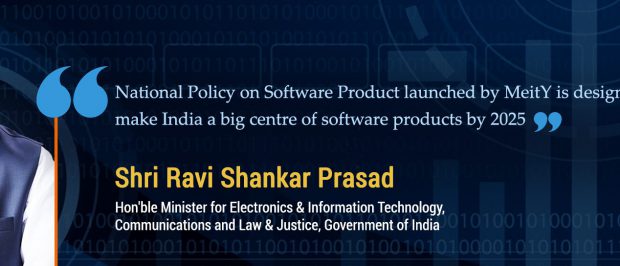 National Policy on Software Product launched by MeitY is
make India a big centre of software products by 2025
Shri Ravi Shankar Prasad
Hon'ble Minister for Electronics & Information Technology,
Communications and Law & Justice, Government of India